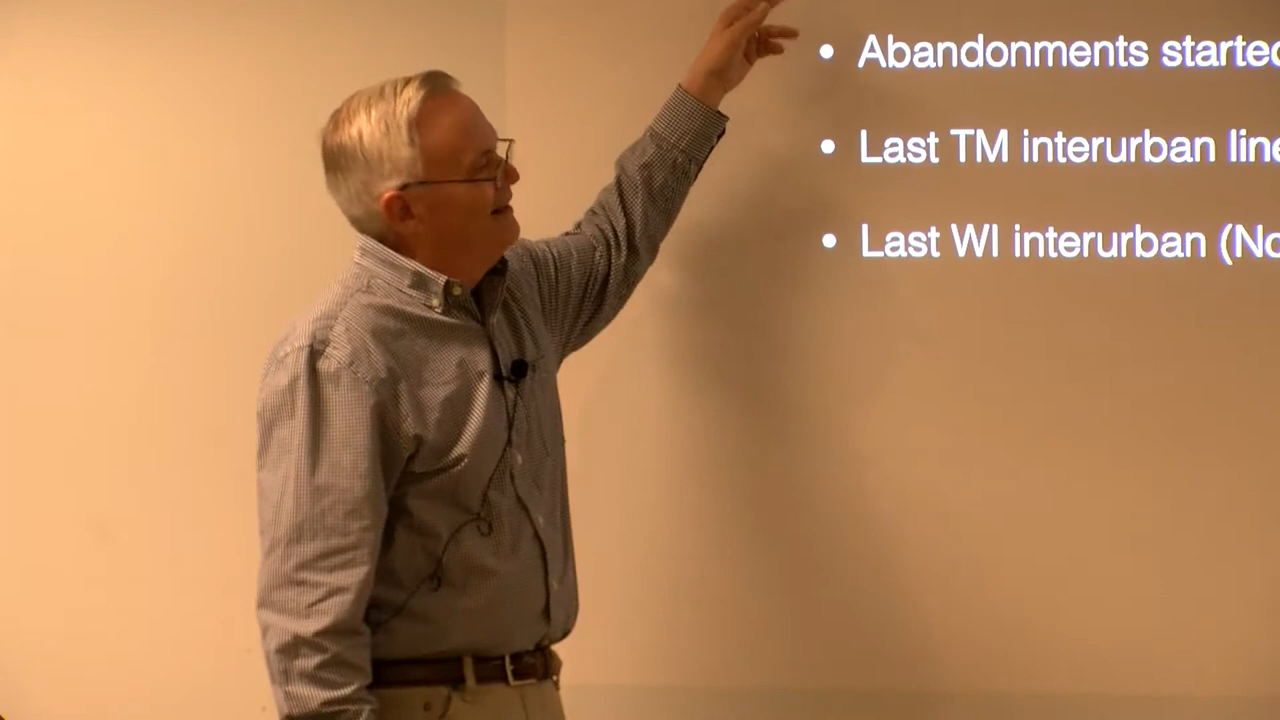 • Abandonments started
• Last TM interurban line
• Last WI interurban (No